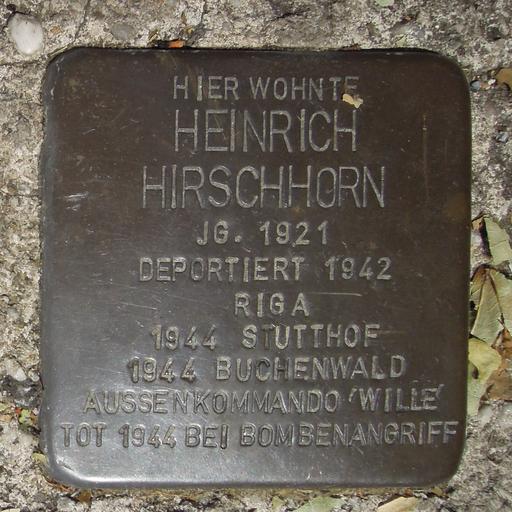 HIER WOHNTE
HEINRICH
HIRSCHHORN
JG. 1921
DEPORTIERT 1942
RIGA
1944 STUTTHOF
1944 BUCHENWALD
AUSSENKOMMANDO 'WILLE'
TOT 1944 BEI BOMBENANGRIFF